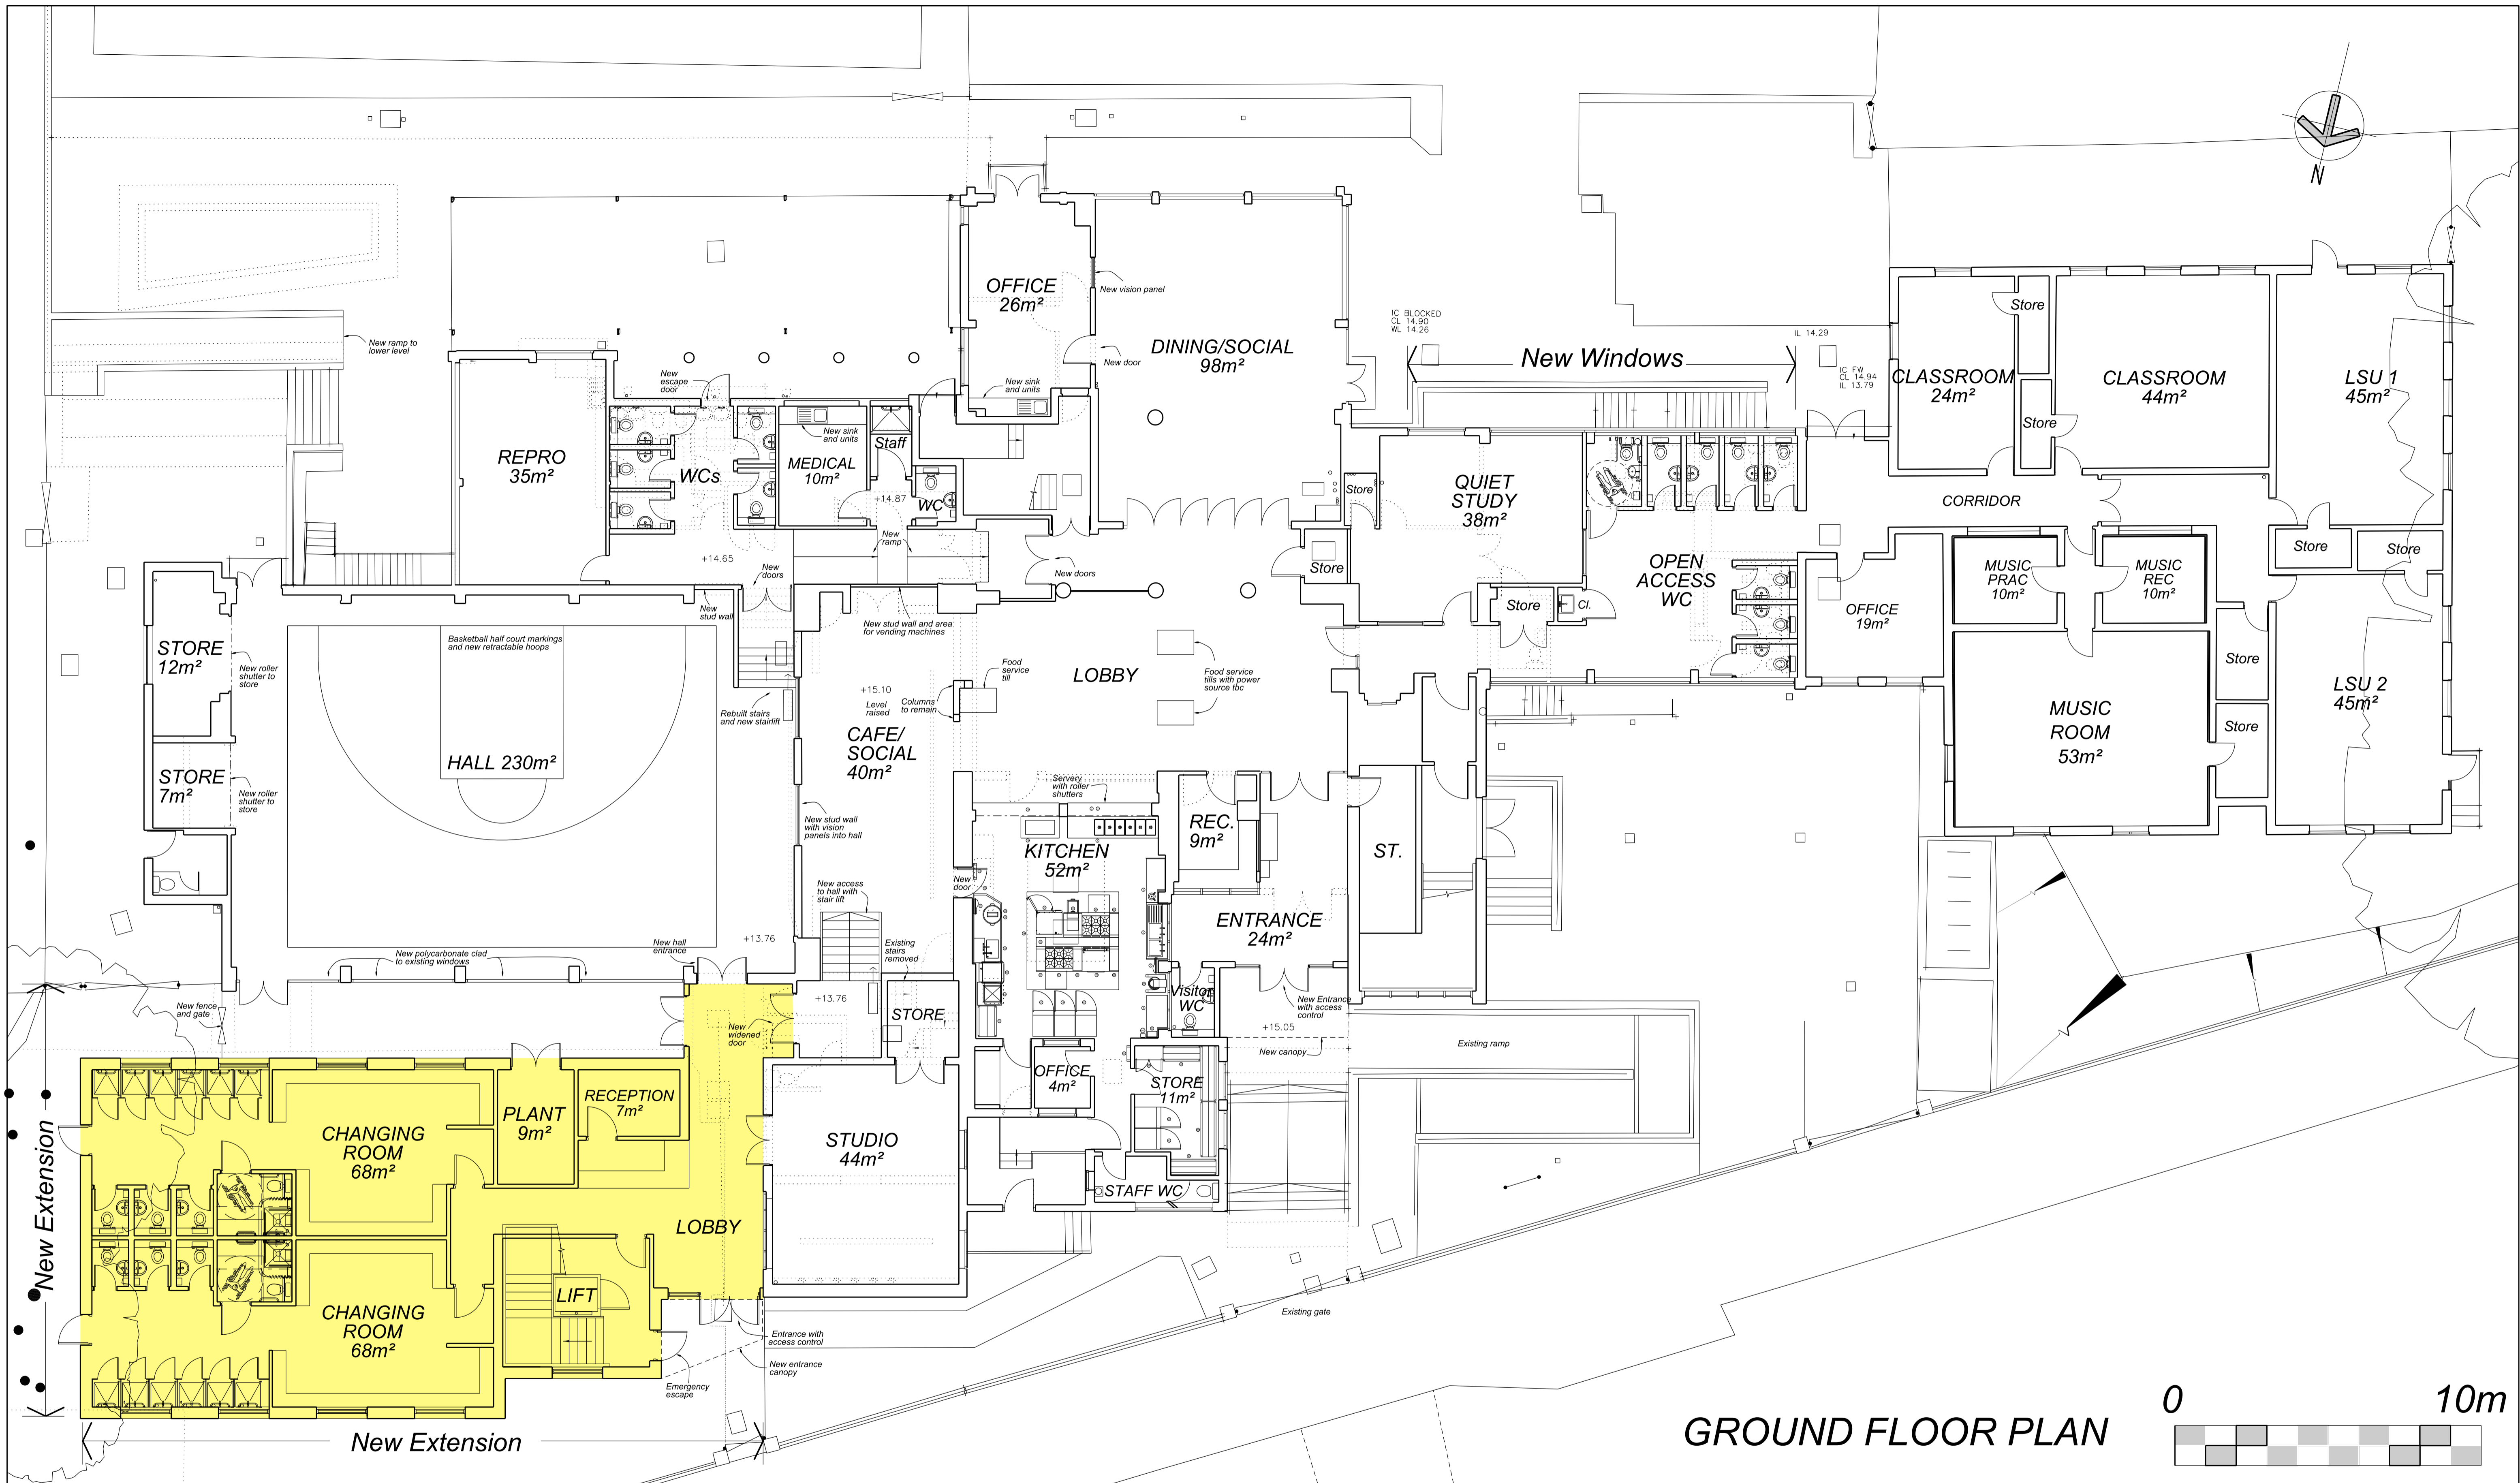 N
OFFICE
26m²
New vision panel
New door
New sink
and units
DINING/SOCIAL
98m²
IC BLOCKED
CL 14.90
WL 14.26
New Windows
IL 14.29
IC FW
CL 14.94
IL 13.79
CLASSROOM
24m²
Store
Store
CLASSROOM
44m²
LSU 1
45m²
New ramp to
lower level
New
escape
door
REPRO
35m²
WCs
New sink
and units
MEDICAL
10m²
Staff
+14.87
WC
New
ramp
+14.65
New
doors
New doors
Store
Store
QUIET
STUDY
38m²
OPEN
ACCESS
WC
Store
Cl.
CORRIDOR
OFFICE
19m²
MUSIC
PRAC
10m²
MUSIC
REC
10m²
Store
Store
Store
Store
LSU 2
45m²
MUSIC
ROOM
53m²
STORE
12m²
New roller
shutter to
store
STORE
7m²
New roller
shutter to
store
Basketball half court markings
and new retractable hoops
HALL 230m²
New
stud wall
New stud wall and area
for vending machines
Rebuilt stairs
and new stairlift
+15.10
Level
raised
Columns
to remain
Food
service
till
LOBBY
Food service
tills with power
source tbc
CAFE/
SOCIAL
40m²
New stud wall
with vision
panels into hall
New access
to hall with
stair lift
New
door
Servery
with roller
shutters
KITCHEN
52m²
REC.
9m²
ST.
ENTRANCE
24m²
New polycarbonate clad
to existing windows
New hall
entrance
+13.76
Existing
stairs
removed
+13.76
STORE
New fence
and gate
New
widened
door
Visitor
WC
New Entrance
with access
control
+15.05
New canopy
Existing ramp
OFFICE
4m²
STORE
11m²
STAFF WC
PLANT
9m²
RECEPTION
7m²
CHANGING
ROOM
68m²
STUDIO
44m²
New Extension
LOBBY
LIFT
CHANGING
ROOM
68m²
Entrance with
access control
New entrance
canopy
Emergency
escape
Existing gate
New Extension
GROUND FLOOR PLAN
0 10m